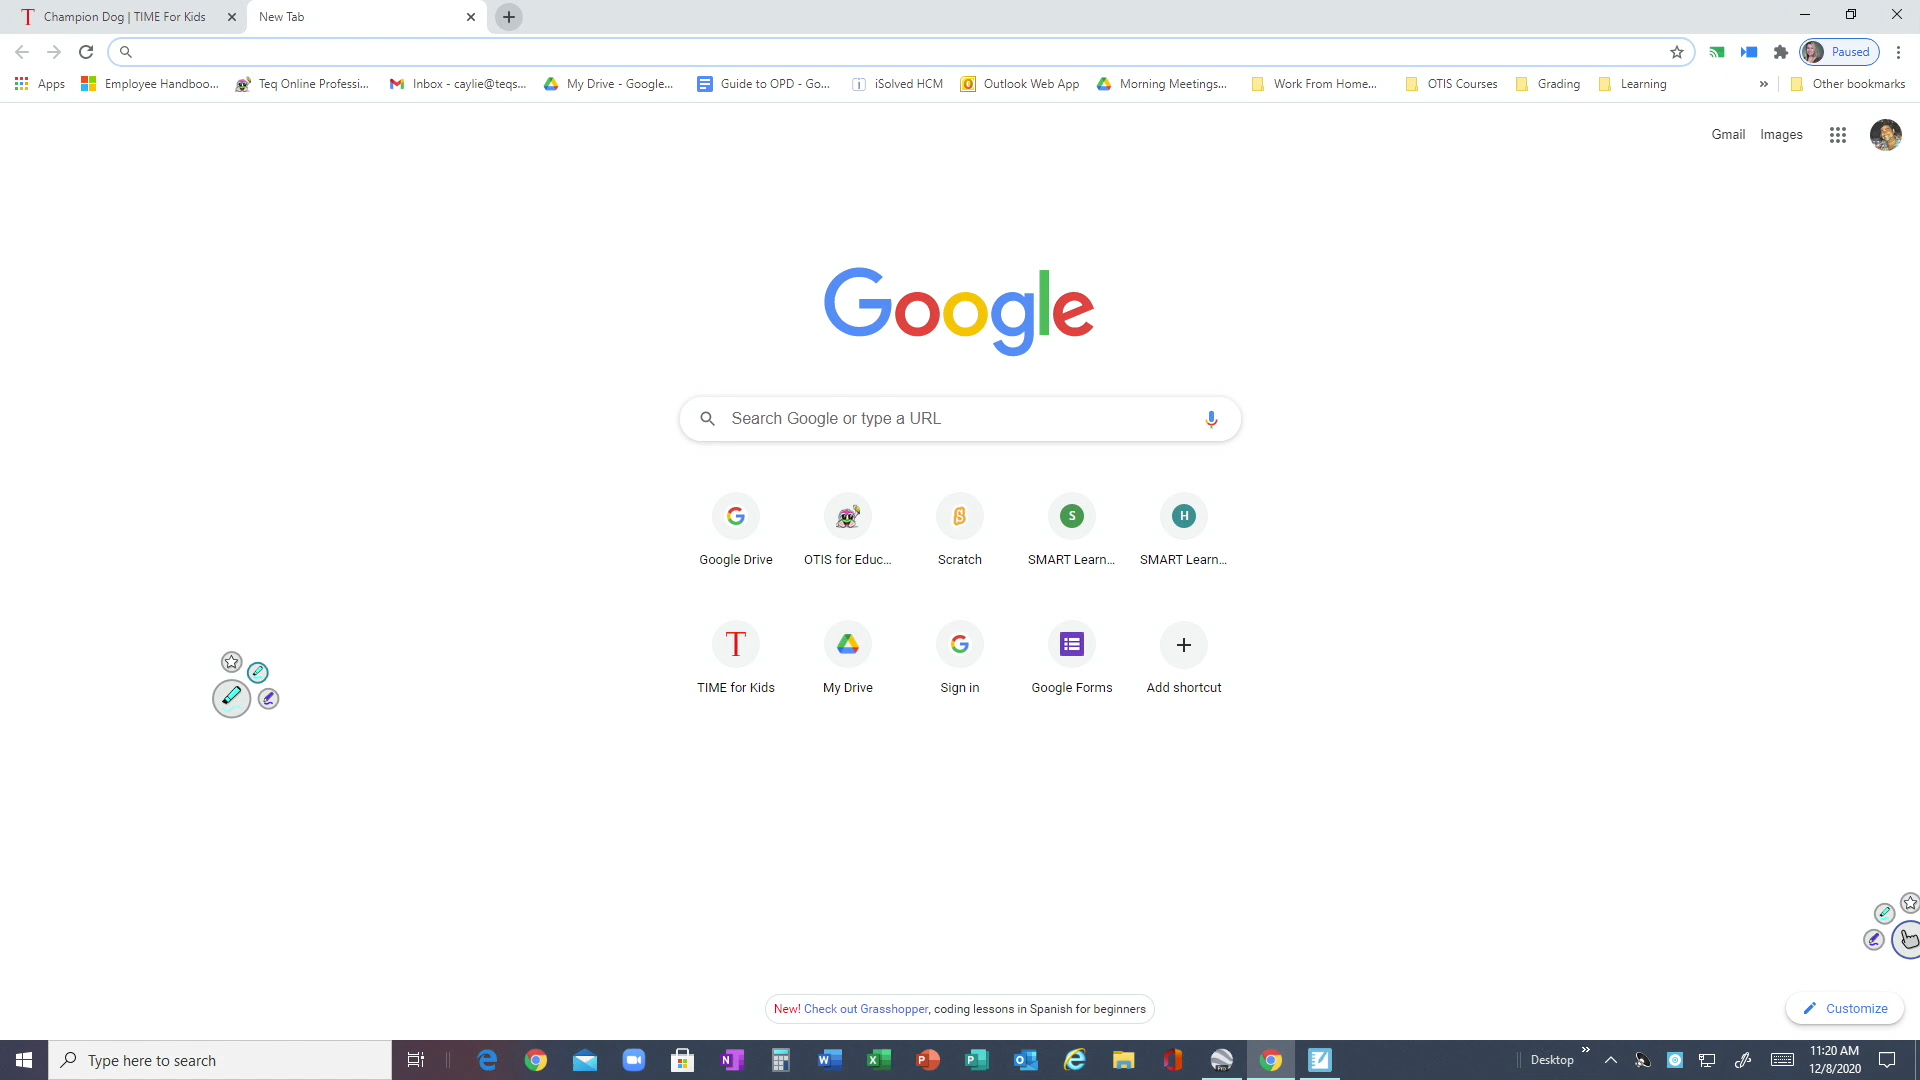 Champion Dog | TIME For Kids
New Tab
Paused
Apps
Employee Handboo...
Teq Online Professi...
Inbox - caylie@teqs...
My Drive - Google...
Guide to OPD - Go...
iSolved HCM
Outlook Web App
Morning Meetings...
Work From Home...
OTIS Courses
Grading
Learning
»
Other bookmarks
Gmail
Images
Google
Search Google or type a URL
Google Drive
OTIS for Educ...
Scratch
S
SMART Learn...
H
SMART Learn...
T
TIME for Kids
My Drive
Sign in
Google Forms
Add shortcut
New! Check out Grasshopper, coding lessons in Spanish for beginners
Customize
Type here to search
Desktop
11:20 AM
12/8/2020